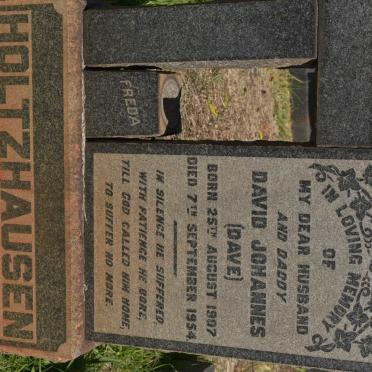 IN LOVING MEMORY
OF
MY DEAR HUSBAND
AND DADDY
DAVID JOHANNES
(DAVE)
BORN 25TH AUGUST 1907
DIED 7TH SEPTEMBER 1954
IN SILENCE HE SUFFERED,
WITH PATIENCE HE BORE,
TILL GOD CALLED HIM HOME,
TO SUFFER NO MORE.
FREDA
HOLTZHAUSEN